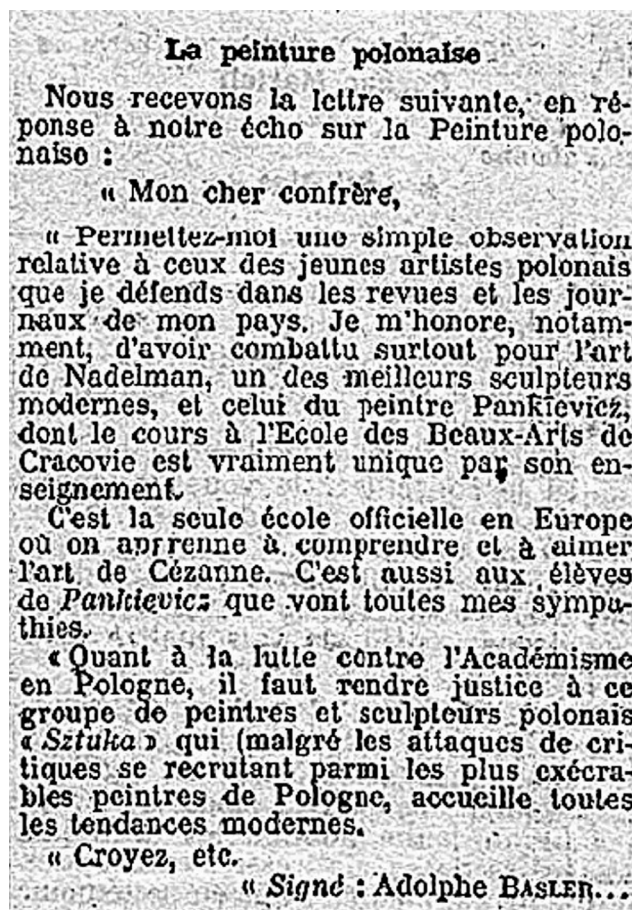 La peinture polonaise
Nous recevons la lettre suivante, en ré-
ponse à notre écho sur la Peinture polo-
naise :
« Mon cher confrère,
« Permettez-moi une simple observation
relative à ceux des jeunes artistes polonais
que je défends dans les revues et les jour-
naux de mon pays. Je m'honore, notam-
ment, d'avoir combattu surtout pour l'art
de Nadelman, un des meilleurs sculpteurs
modernes, et celui du peintre Pankievicz,
dont le cours à l'Ecole des Beaux-Arts de
Cracovie est vraiment unique par son en-
seignement.
C'est la seule école officielle en Europe
où on apprenne à comprendre et à aimer
l'art de Cézanne. C'est aussi aux élèves
de Pankievicz que vont toutes mes sympa-
thies.
« Quant à la lutte contre l'Académisme
en Pologne, il faut rendre justice à ce
groupe de peintres et sculpteurs polonais
« Sztuka » qui (malgré les attaques de cri-
tiques se recrutant parmi les plus exécra-
bles peintres de Pologne, accueille toutes
les tendances modernes.
« Croyez, etc.
« Signé : Adolphe BASLER...